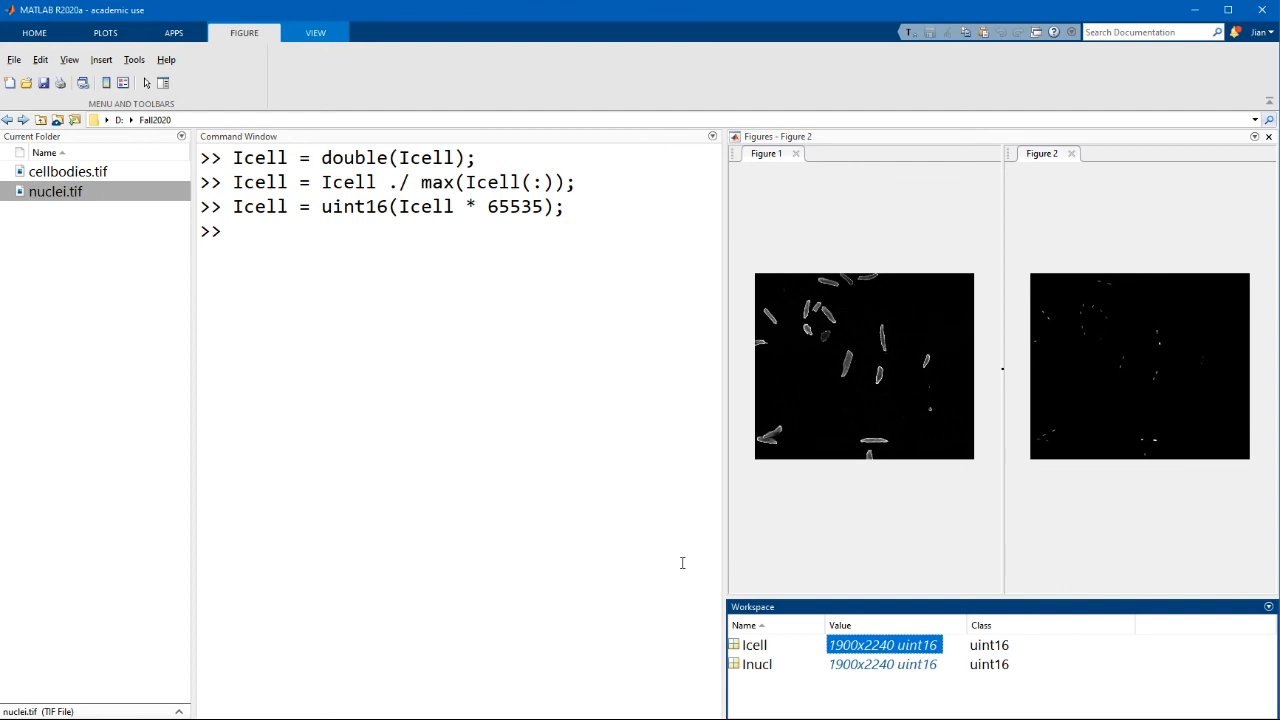 MATLAB R2020a - academic use
HOME PLOTS APPS FIGURE VIEW Search Documentation Jian
File Edit View Insert Tools Help
MENU AND TOOLBARS
D: Fall2020
Current Folder
Name
cellbodies.tif
nuclei.tif
nuclei.tif (TIF File)
Command Window
>> Icell = double(Icell);
>> Icell = Icell ./ max(Icell(:));
>> Icell = uint16(Icell * 65535);
>>
Figures - Figure 2
Figure 1 Figure 2
Workspace
Name Value Class
Icell 1900x2240 uint16 uint16
Inucl 1900x2240 uint16 uint16